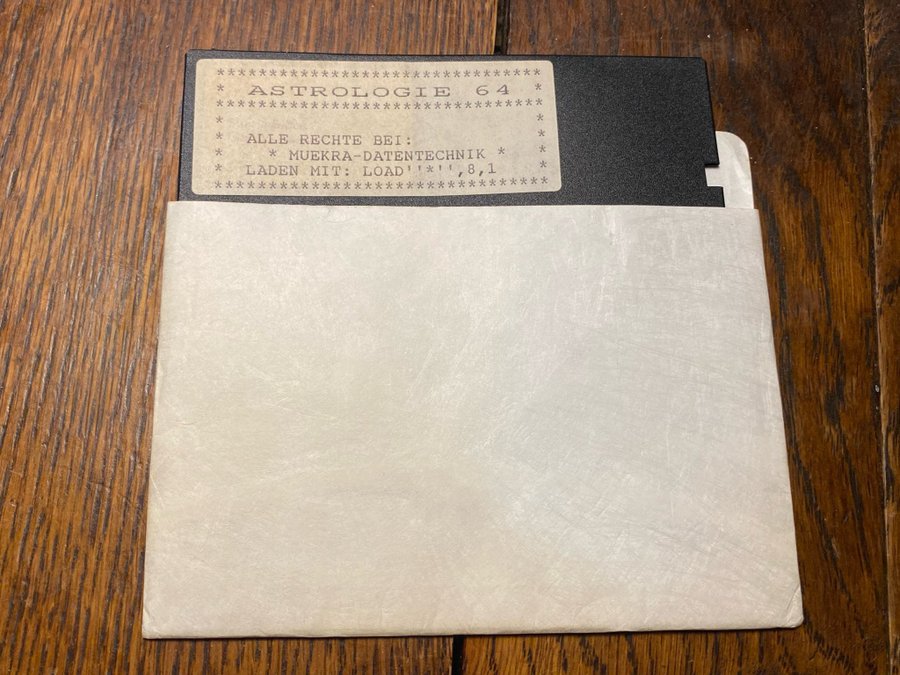 *******************************
* ASTROLOGIE 64 *
*******************************
* *
* ALLE RECHTE BEI: *
* * MUEKRA-DATENTECHNIK * *
* LADEN MIT: LOAD''*'',8,1 *
*******************************